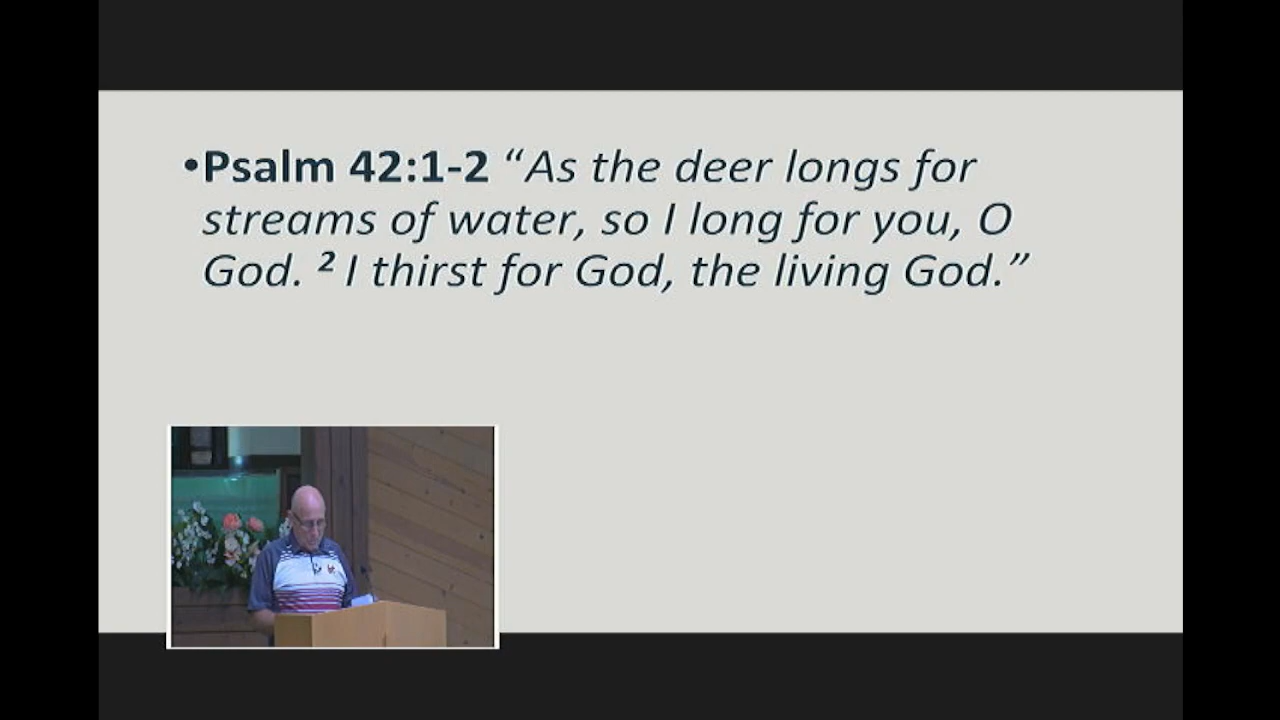 •Psalm 42:1-2 “As the deer longs for
streams of water, so I long for you, O
God. ² I thirst for God, the living God.”